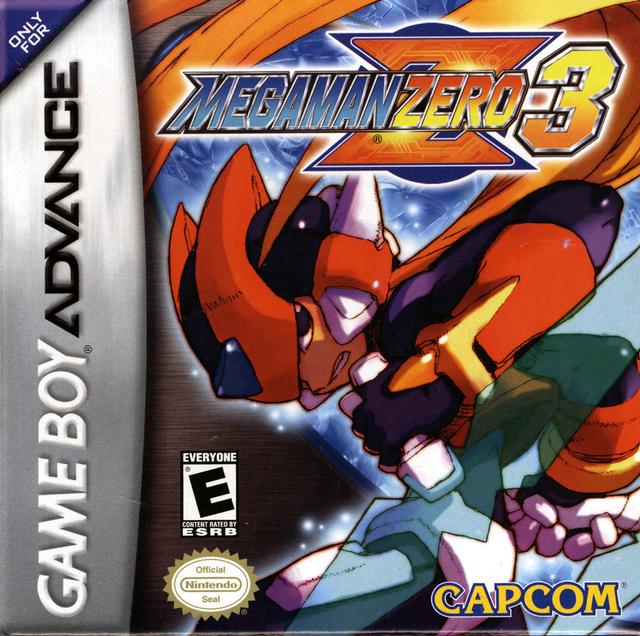 ONLY
FOR
GAME BOY ADVANCE
MEGAMAN ZERO 3
EVERYONE
E
CONTENT RATED BY
ESRB
Official
Nintendo
Seal
CAPCOM